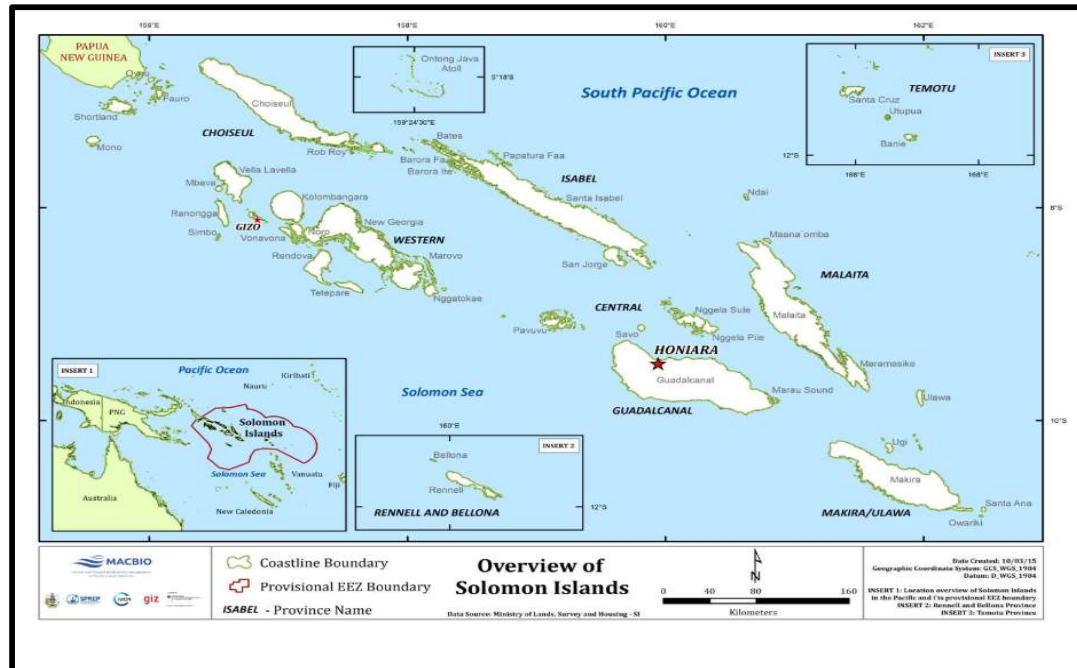 156°E
158°E
160°E
162°E
PAPUA
NEW GUINEA
Ovau
Fauro
Shortland
Mono
Choiseul
CHOISEUL
Rob Roy
Ontong Java
Atoll
5°18'S
159°24'30"E
South Pacific Ocean
INSERT 3
TEMOTU
Santa Cruz
Utupua
Banie
12°S
166°E
168°E
Bates
Barora Fa
Barora Ite
Papatura Faa
ISABEL
Santa Isabel
San Jorge
Vella Lavella
Mbava
Ranongga
Simbo
GIZO
Kolombangara
Vonavona
Noro
New Georgia
WESTERN
Rendova
Marovo
Tetepare
Nggatokae
Ndai
8°S
Maana'omba
MALAITA
Malaita
Maramasike
CENTRAL
Pavuvu
Savo
Nggela Sule
Nggela Pile
HONIARA
Guadalcanal
Marau Sound
GUADALCANAL
Ulawa
10°S
Ugi
Makira
Santa Ana
Owariki
MAKIRA/ULAWA
INSERT 1
Pacific Ocean
Kiribati
Nauru
Indonesia
PNG
Solomon
Islands
Solomon Sea
Vanuatu
Fiji
Australia
New Caledonia
Solomon Sea
160°E
INSERT 2
Bellona
Rennell
12°S
RENNELL AND BELLONA
MACBIO
SPREP
IUCN
giz
Coastline Boundary
Provisional EEZ Boundary
ISABEL - Province Name
Overview of
Solomon Islands
Data Source: Ministry of Lands, Survey and Housing - SI
N
0 40 80 160
Kilometers
Date Created: 10/03/15
Geographic Coordinate System: GCS_WGS_1984
Datum: D_WGS_1984
INSERT 1: Location overview of Solomon Islands
in the Pacific and i'ts provisional EEZ boundary
INSERT 2: Rennell and Bellona Province
INSERT 3: Temotu Province